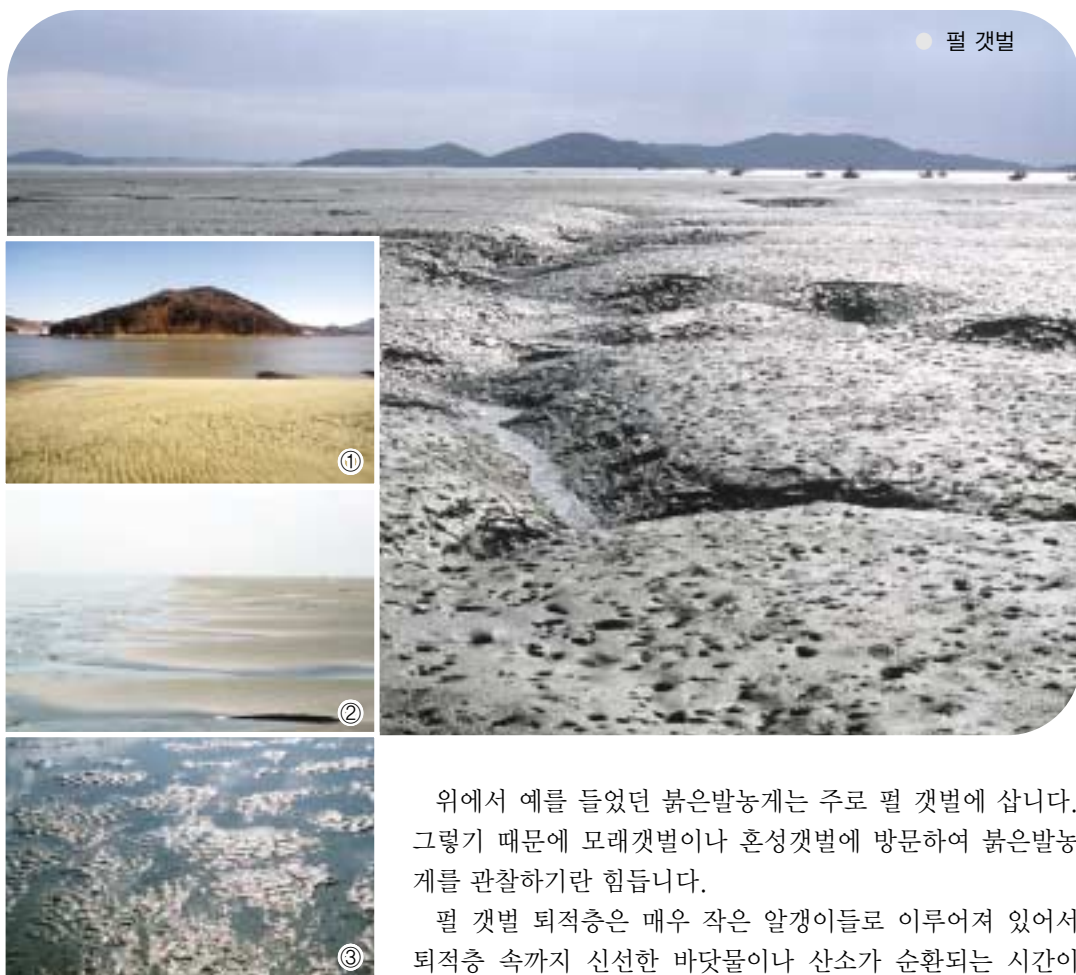 펄 갯벌
①
②
③
위에서 예를 들었던 붉은발농게는 주로 펄 갯벌에 삽니다.
그렇기 때문에 모래갯벌이나 혼성갯벌에 방문하여 붉은발농
게를 관찰하기란 힘듭니다.
펄 갯벌 퇴적층은 매우 작은 알갱이들로 이루어져 있어서
퇴적층 속까지 신선한 바닷물이나 산소가 순환되는 시간이